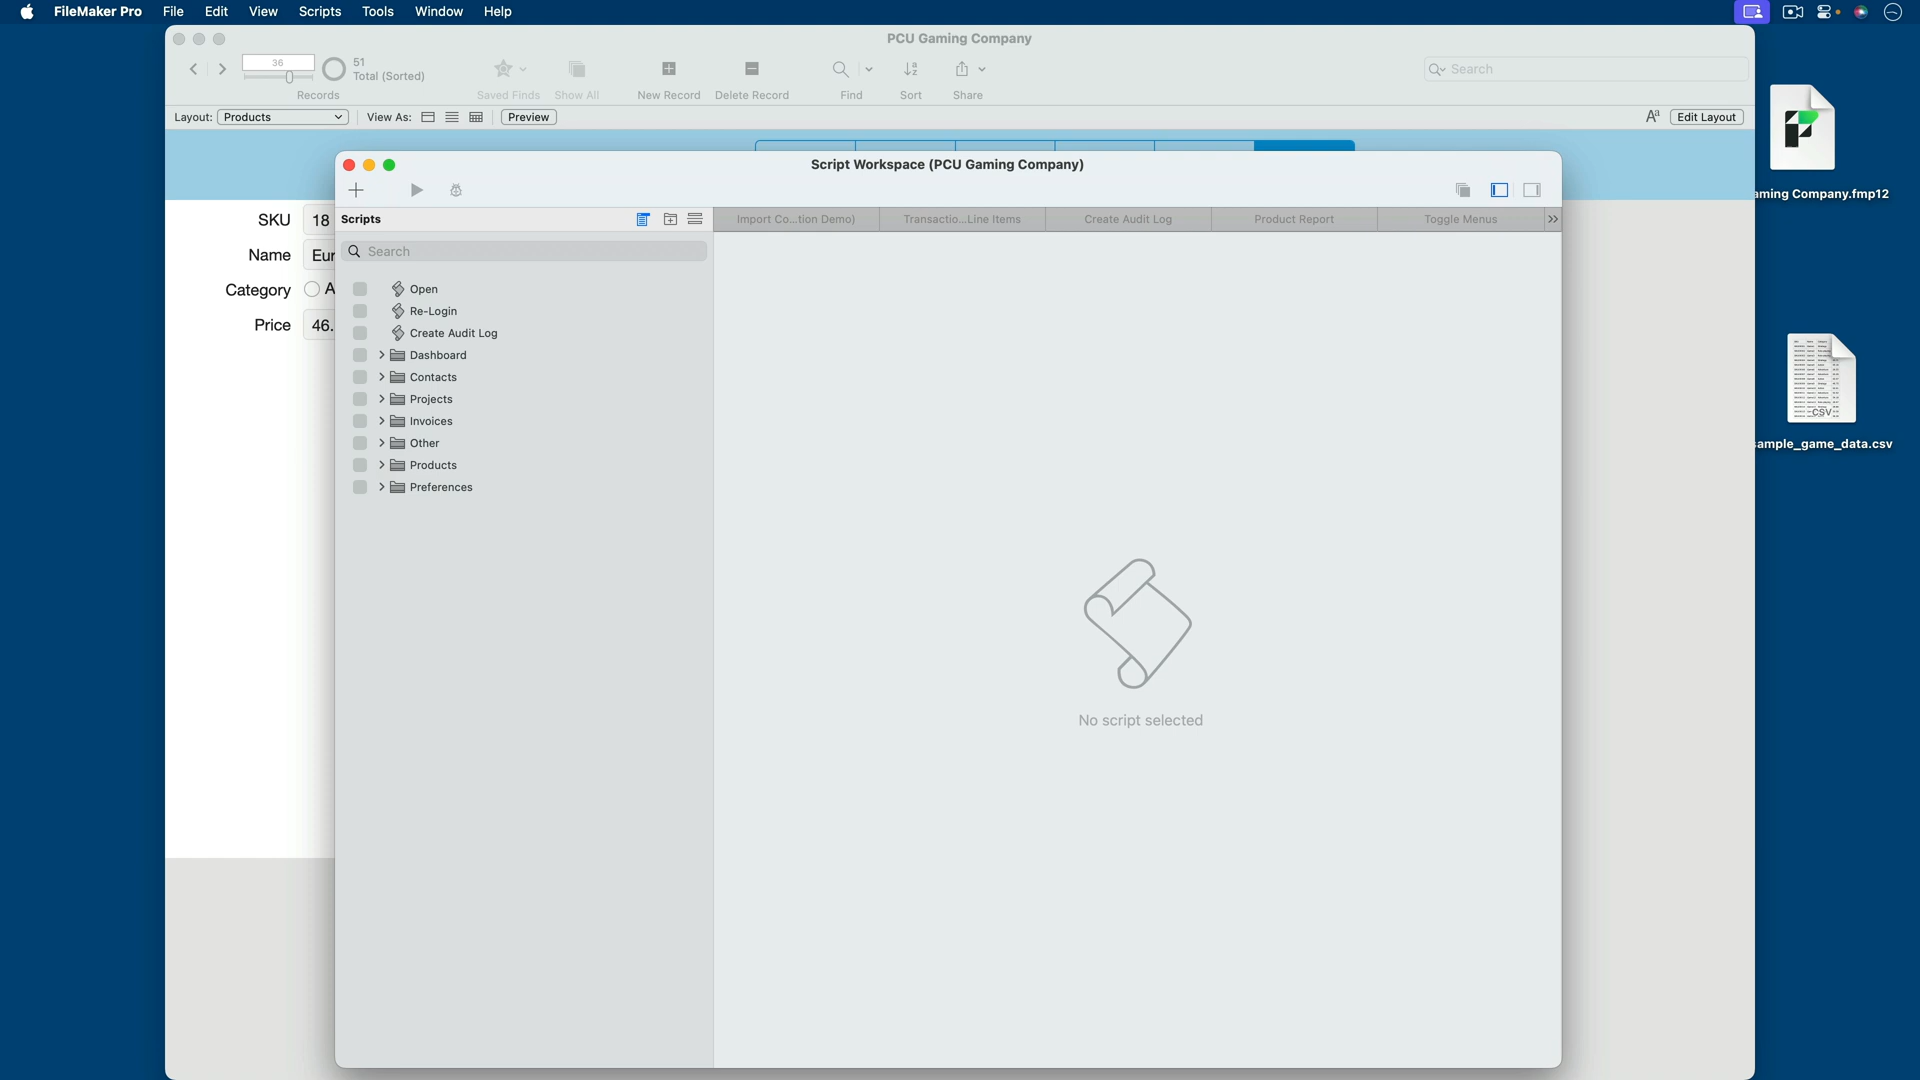 FileMaker Pro File Edit View Scripts Tools Window Help
PCU Gaming Company
36
51
Total (Sorted)
Records
Saved Finds Show All New Record Delete Record Find Sort Share
Search
Layout: Products View As: Preview
Edit Layout
aming Company.fmp12
Script Workspace (PCU Gaming Company)
SKU 18
Name Eur
Category A
Price 46.
Scripts
Import Co...tion Demo) Transactio...Line Items Create Audit Log Product Report Toggle Menus
Search
Open
Re-Login
Create Audit Log
Dashboard
Contacts
Projects
Invoices
Other
Products
Preferences
No script selected
CSV
sample_game_data.csv